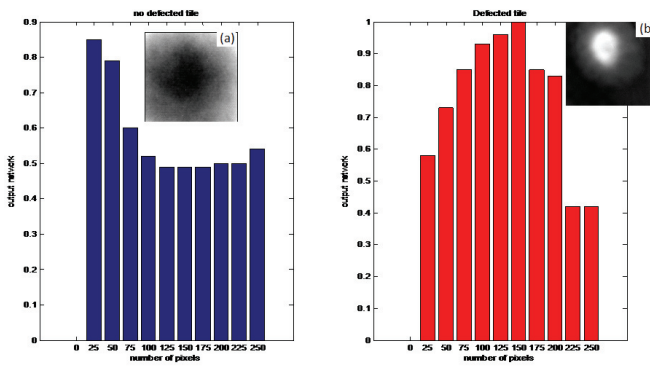 no defected tile
(a)
0.9
0.8
0.7
0.6
0.5
0.4
0.3
0.2
0.1
0
output network
0 25 50 75 100 125 150 175 200 225 250
number of pixels
Defected tile
(b)
1
0.9
0.8
0.7
0.6
0.5
0.4
0.3
0.2
0.1
0
output network
0 25 50 75 100 125 150 175 200 225 250
number of pixels